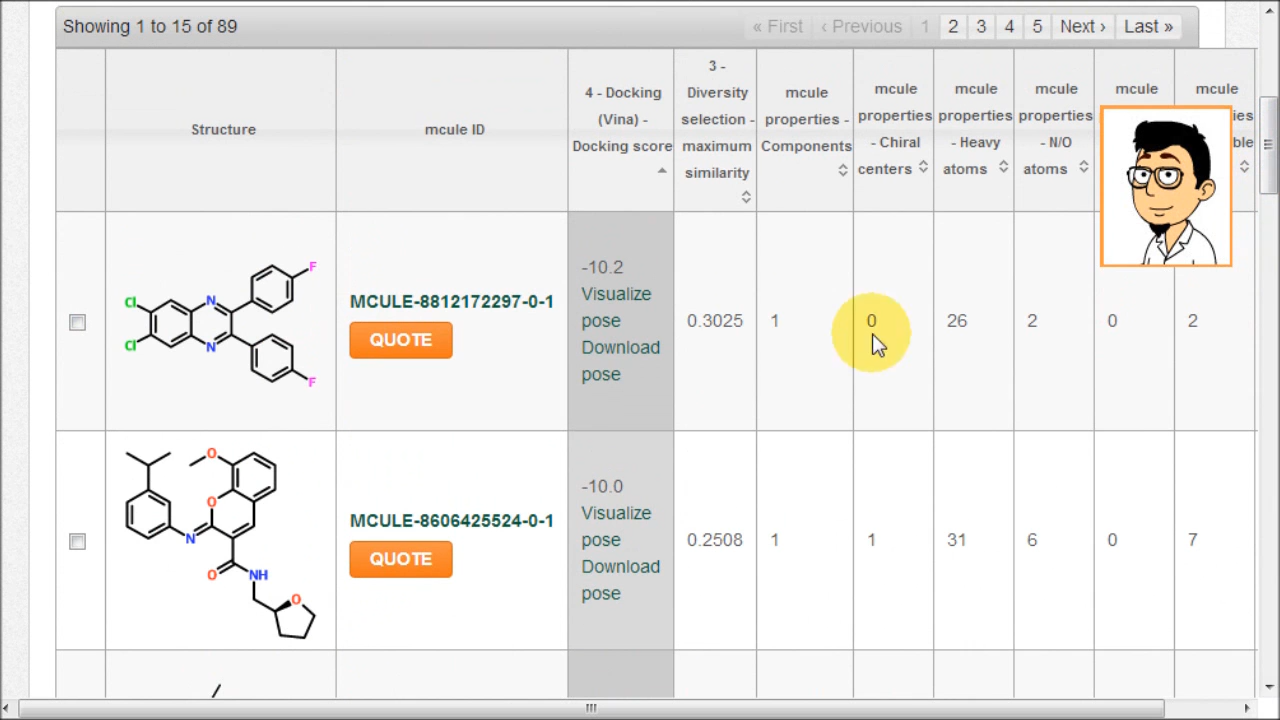 Showing 1 to 15 of 89
« First ‹ Previous 1 2 3 4 5 Next › Last »
Structure
mcule ID
4 - Docking
(Vina) -
Docking score
3 -
Diversity
selection -
maximum
similarity
mcule
properties -
Components
mcule
properties
- Chiral
centers
mcule
properties
- Heavy
atoms
mcule
properties
- N/O
atoms
mcule
mcule
Cl
Cl
N
N
F
F
MCULE-8812172297-0-1
QUOTE
-10.2
Visualize
pose
Download
pose
0.3025
1
0
26
2
0
2
O
O
N
O
NH
O
MCULE-8606425524-0-1
QUOTE
-10.0
Visualize
pose
Download
pose
0.2508
1
1
31
6
0
7